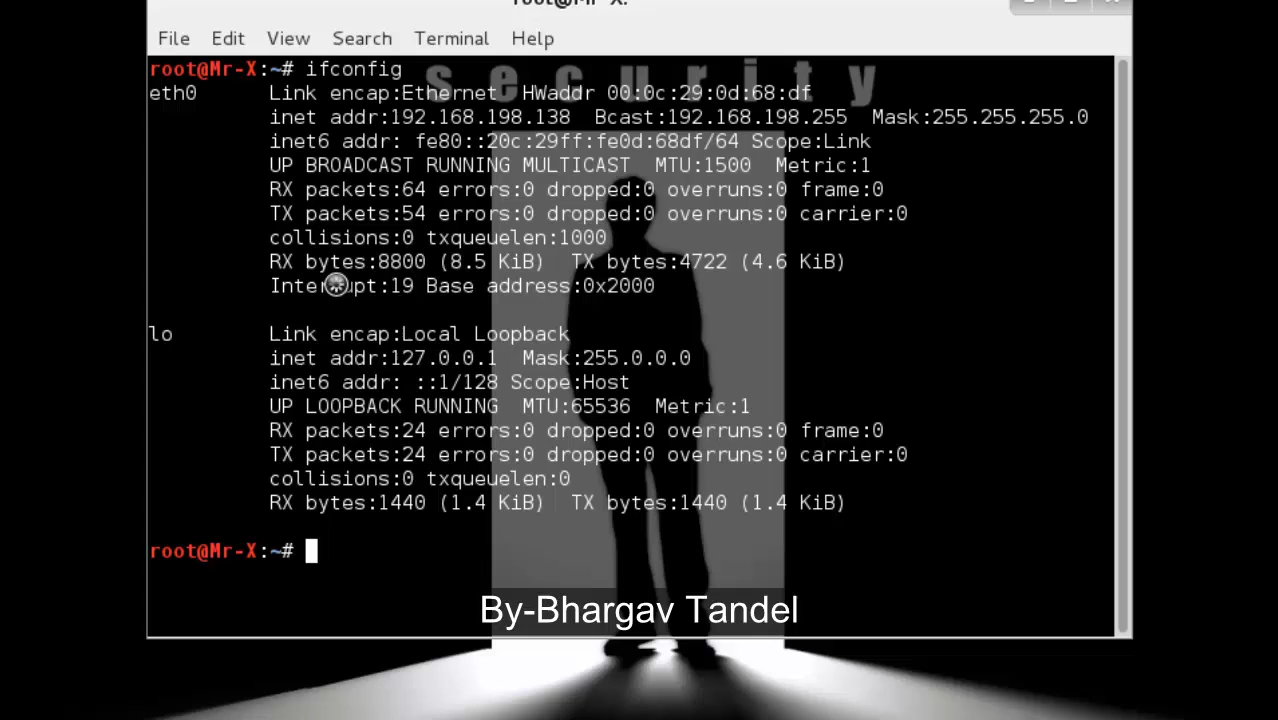 root@Mr-X:
File Edit View Search Terminal Help
security
root@Mr-X:~# ifconfig
eth0 Link encap:Ethernet HWaddr 00:0c:29:0d:68:df
inet addr:192.168.198.138 Bcast:192.168.198.255 Mask:255.255.255.0
inet6 addr: fe80::20c:29ff:fe0d:68df/64 Scope:Link
UP BROADCAST RUNNING MULTICAST MTU:1500 Metric:1
RX packets:64 errors:0 dropped:0 overruns:0 frame:0
TX packets:54 errors:0 dropped:0 overruns:0 carrier:0
collisions:0 txqueuelen:1000
RX bytes:8800 (8.5 KiB) TX bytes:4722 (4.6 KiB)
Interrupt:19 Base address:0x2000
lo Link encap:Local Loopback
inet addr:127.0.0.1 Mask:255.0.0.0
inet6 addr: ::1/128 Scope:Host
UP LOOPBACK RUNNING MTU:65536 Metric:1
RX packets:24 errors:0 dropped:0 overruns:0 frame:0
TX packets:24 errors:0 dropped:0 overruns:0 carrier:0
collisions:0 txqueuelen:0
RX bytes:1440 (1.4 KiB) TX bytes:1440 (1.4 KiB)
root@Mr-X:~#
By-Bhargav Tandel